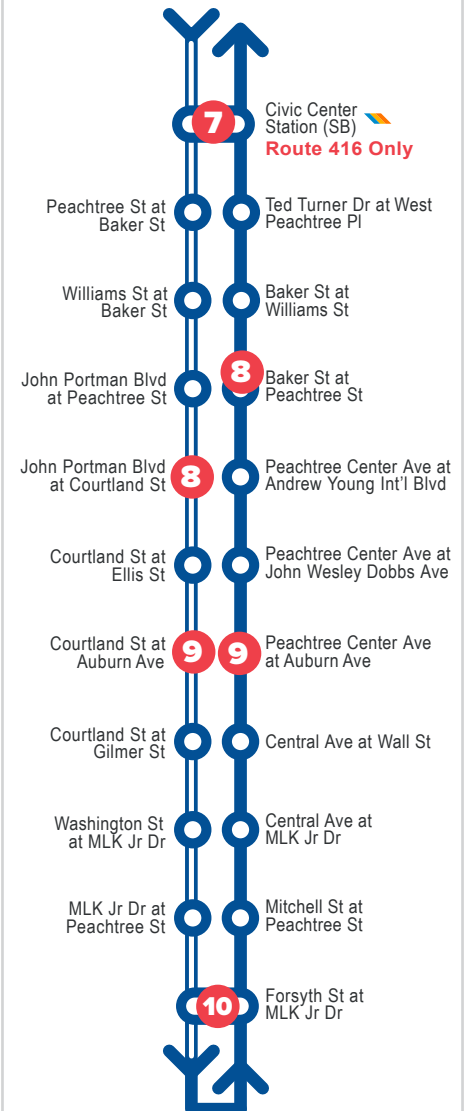 7
Civic Center
Station (SB)
Route 416 Only
Peachtree St at
Baker St
Ted Turner Dr at West
Peachtree Pl
Williams St at
Baker St
Baker St at
Williams St
John Portman Blvd
at Peachtree St
8
Baker St at
Peachtree St
John Portman Blvd
at Courtland St
8
Peachtree Center Ave at
Andrew Young Int'l Blvd
Courtland St at
Ellis St
Peachtree Center Ave at
John Wesley Dobbs Ave
Courtland St at
Auburn Ave
9
9
Peachtree Center Ave
at Auburn Ave
Courtland St at
Gilmer St
Central Ave at Wall St
Washington St
at MLK Jr Dr
Central Ave at
MLK Jr Dr
MLK Jr Dr at
Peachtree St
Mitchell St at
Peachtree St
10
Forsyth St at
MLK Jr Dr